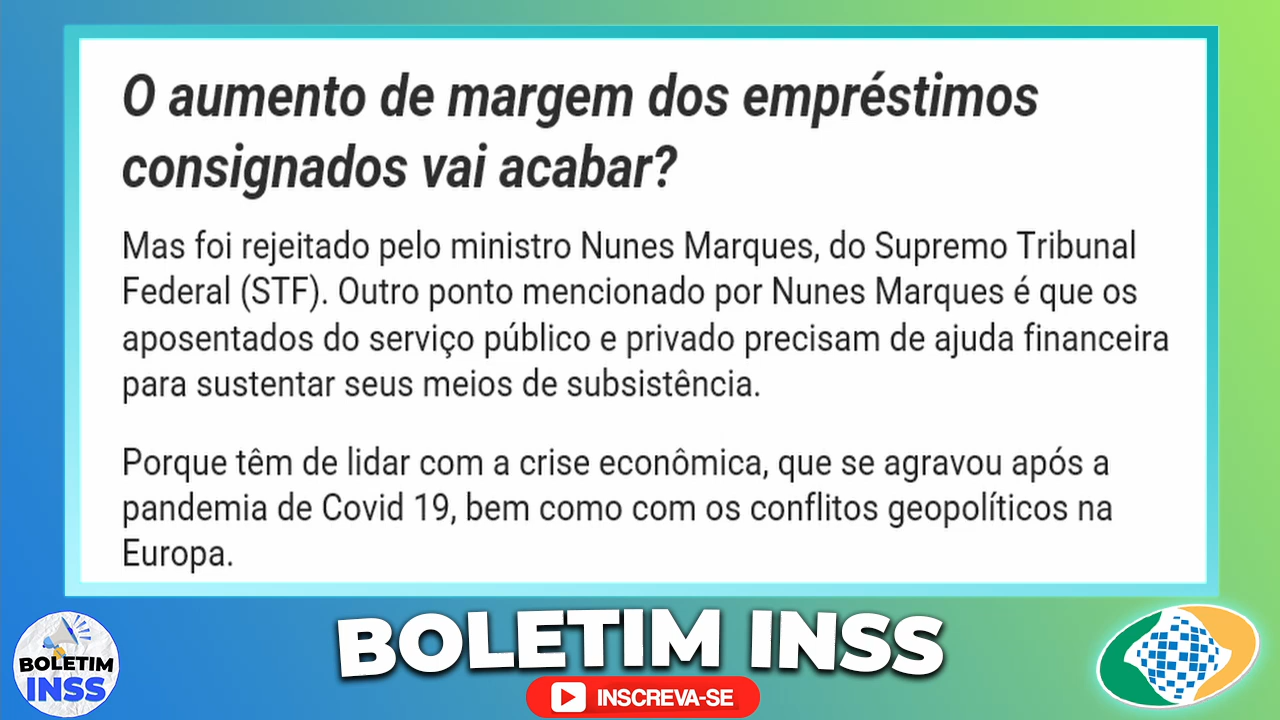 O aumento de margem dos empréstimos
consignados vai acabar?
Mas foi rejeitado pelo ministro Nunes Marques, do Supremo Tribunal
Federal (STF). Outro ponto mencionado por Nunes Marques é que os
aposentados do serviço público e privado precisam de ajuda financeira
para sustentar seus meios de subsistência.
Porque têm de lidar com a crise econômica, que se agravou após a
pandemia de Covid 19, bem como com os conflitos geopolíticos na
Europa.
BOLETIM INSS
INSCREVA-SE
BOLETIM
INSS